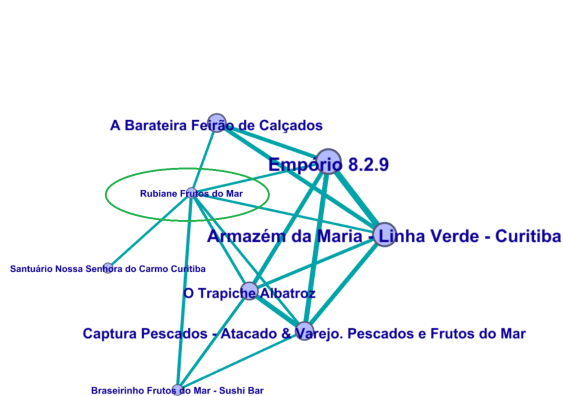 A Barateira Feirão de Calçados
Empório 8.2.9
Rubiane Frutos do Mar
Armazém da Maria - Linha Verde - Curitiba
Santuário Nossa Senhora do Carmo Curitiba
O Trapiche Albatroz
Captura Pescados - Atacado & Varejo. Pescados e Frutos do Mar
Braseirinho Frutos do Mar - Sushi Bar